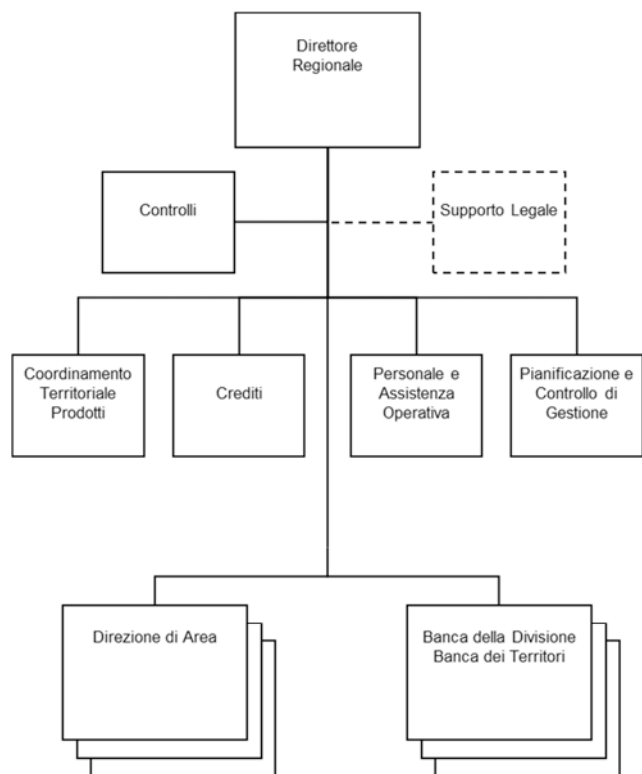 Direttore
Regionale
Controlli
Supporto Legale
Coordinamento
Territoriale
Prodotti
Crediti
Personale e
Assistenza
Operativa
Pianificazione e
Controllo di
Gestione
Direzione di Area
Banca della Divisione
Banca dei Territori